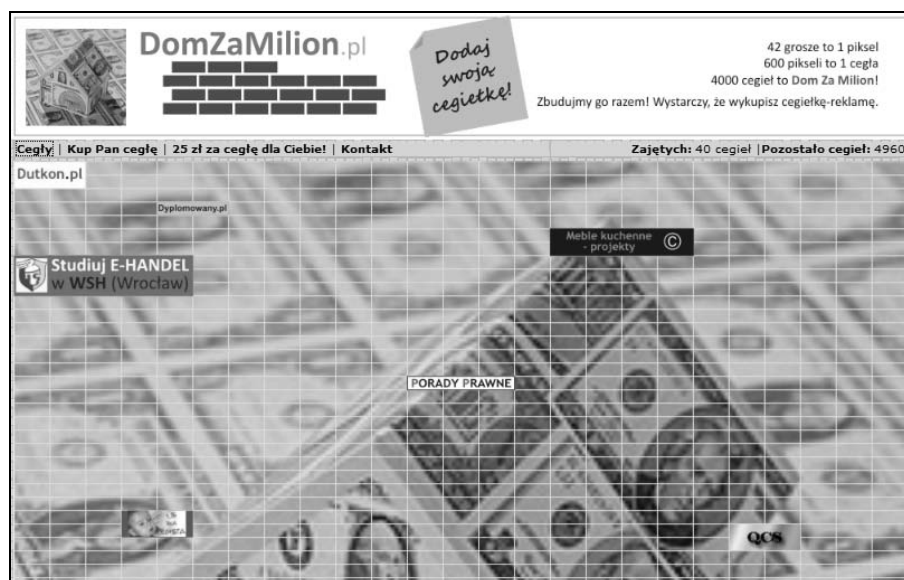 DomZaMilion.pl
Dodaj
swoją
cegiełkę!
42 grosze to 1 piksel
600 pikseli to 1 cegła
4000 cegieł to Dom Za Milion!
Zbudujmy go razem! Wystarczy, że wykupisz cegiełkę-reklamę.
Cegły | Kup Pan cegłę | 25 zł za cegłę dla Ciebie! | Kontakt
Zajętych: 40 cegieł |Pozostało cegieł: 4960
Dutkon.pl
Dyplomowany.pl
Meble kuchenne
- projekty ©
Studiuj E-HANDEL
w WSH (Wrocław)
PORADY PRAWNE
QCS